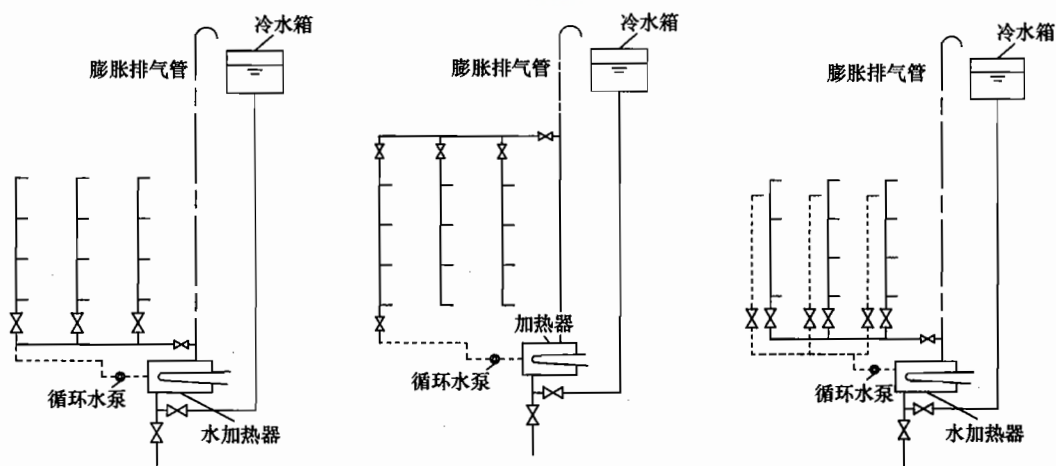 冷水箱
膨胀排气管
循环水泵
水加热器
冷水箱
膨胀排气管
加热器
循环水泵
冷水箱
膨胀排气管
循环水泵
水加热器